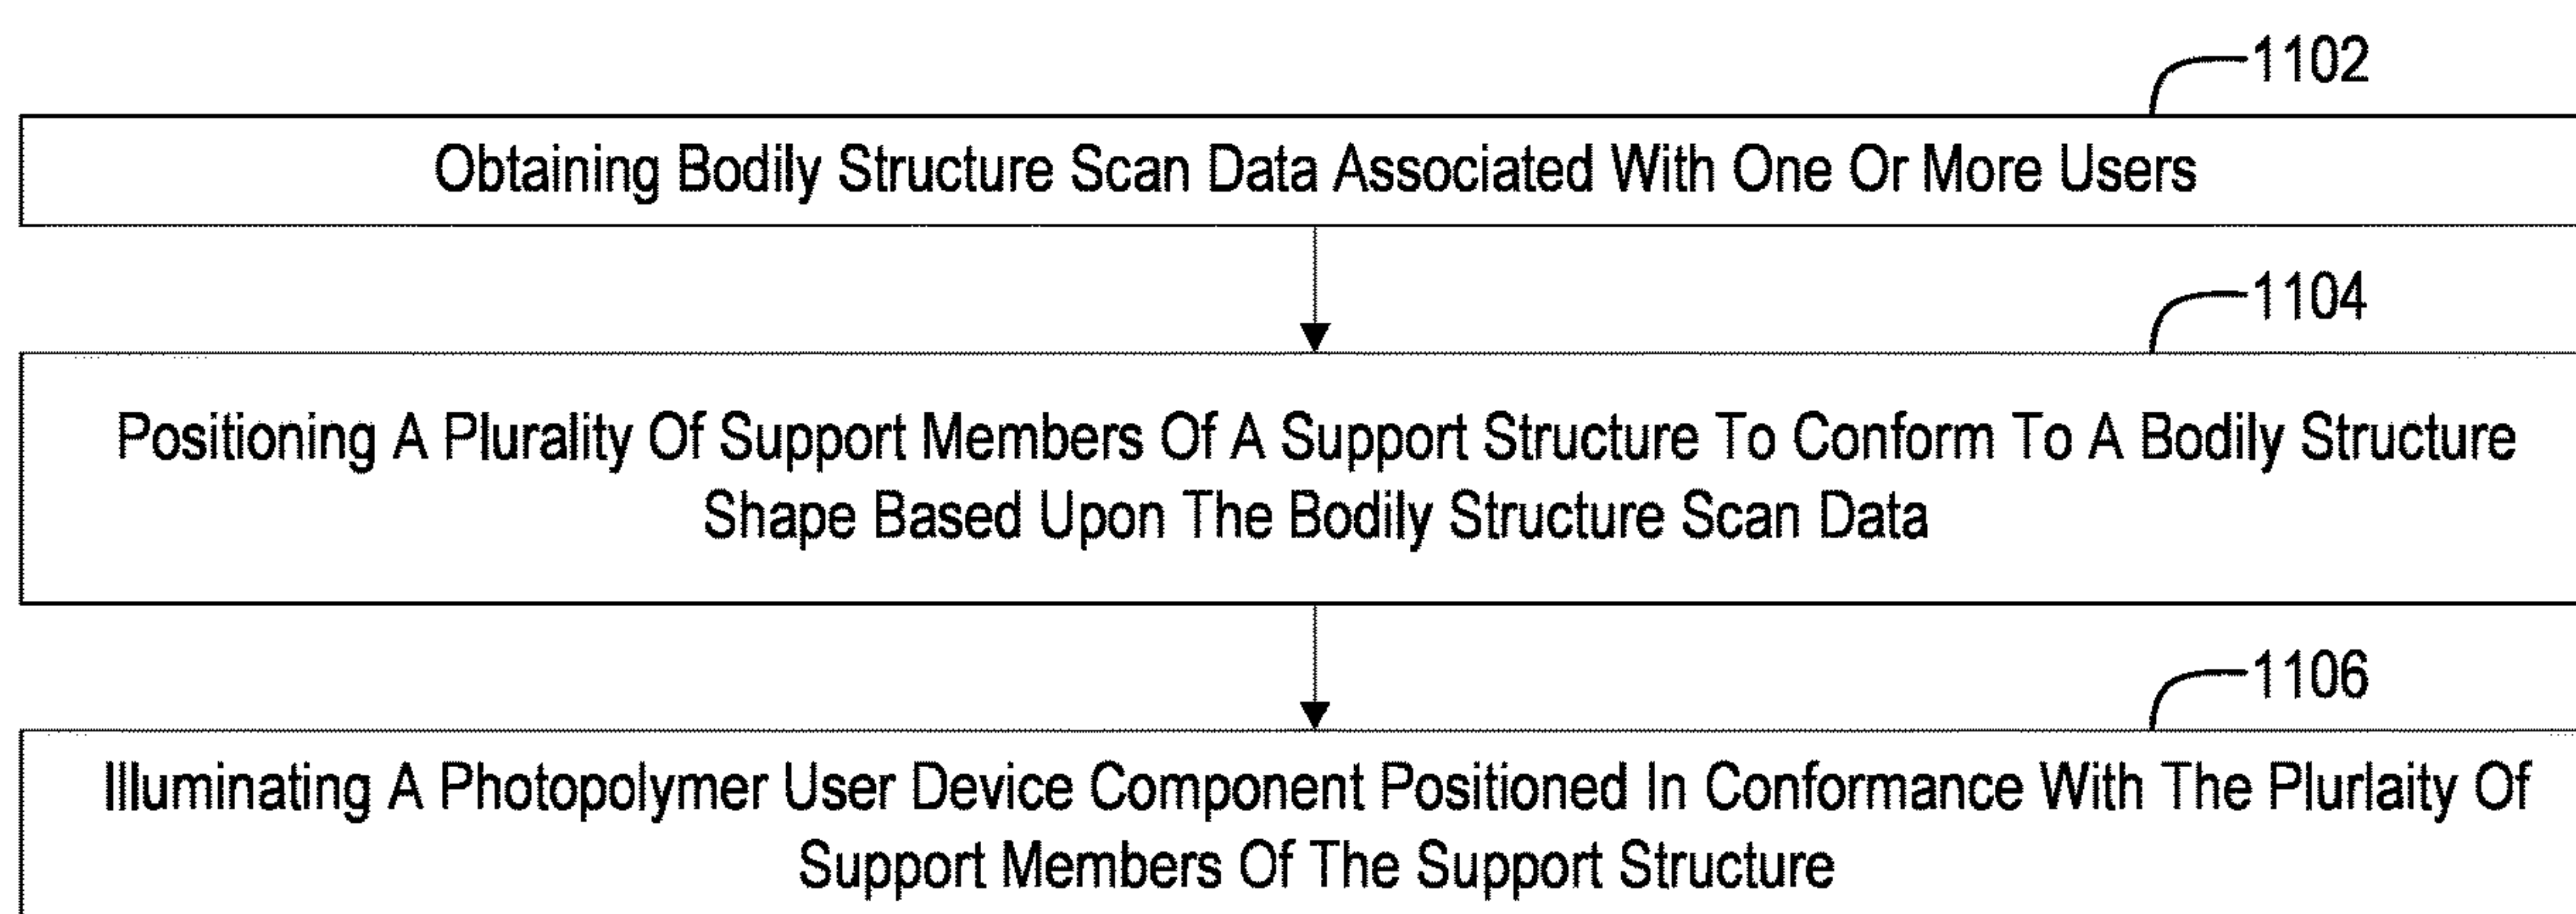 1102
Obtaining Bodily Structure Scan Data Associated With One Or More Users
1104
Positioning A Plurality Of Support Members Of A Support Structure To Conform To A Bodily Structure
Shape Based Upon The Bodily Structure Scan Data
1106
Illuminating A Photopolymer User Device Component Positioned In Conformance With The Plurlaity Of
Support Members Of The Support Structure